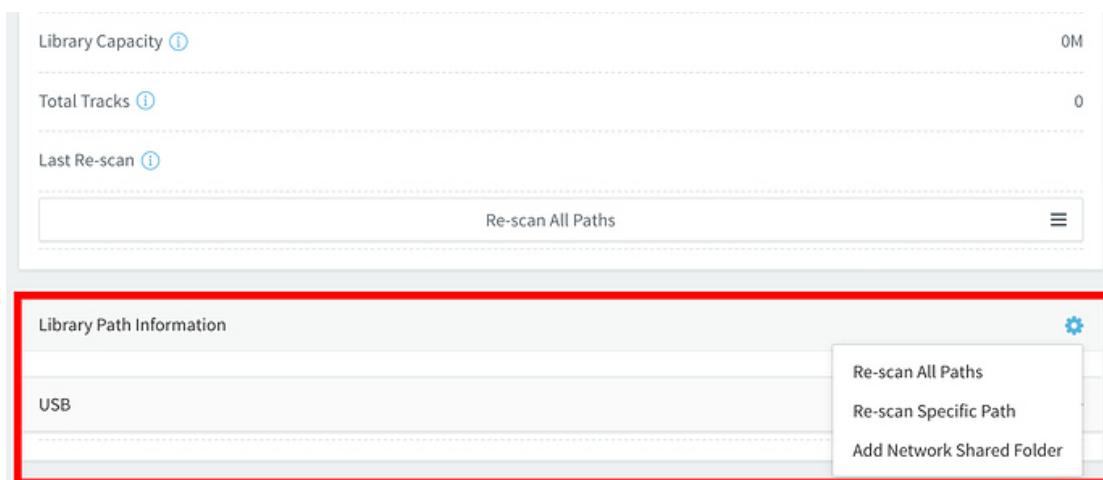 Library Capacity
0M
Total Tracks
0
Last Re-scan
Re-scan All Paths
Library Path Information
Re-scan All Paths
USB
Re-scan Specific Path
Add Network Shared Folder